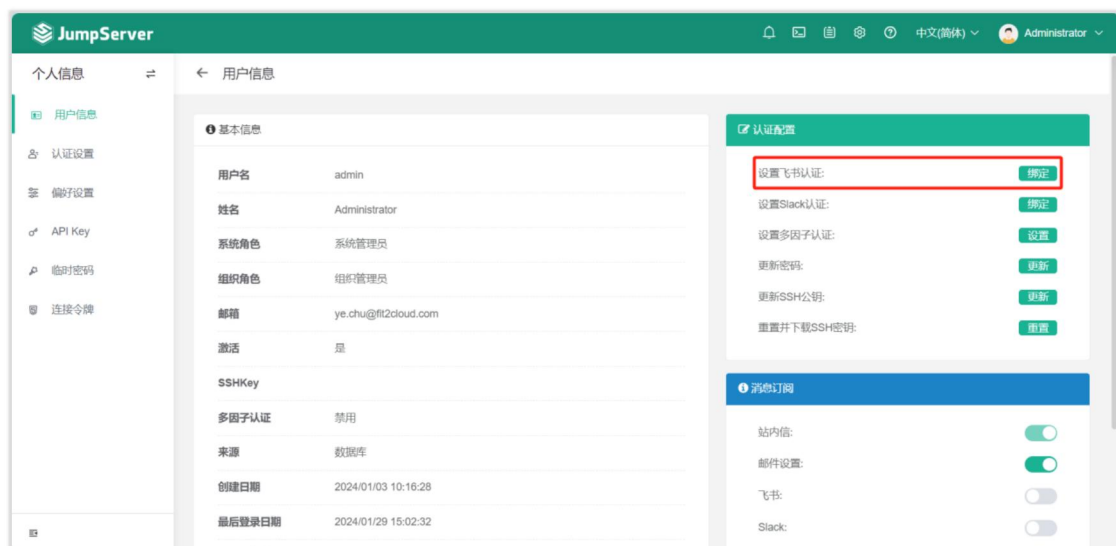 JumpServer
中文(简体)
Administrator
个人信息
用户信息
认证设置
偏好设置
API Key
临时密码
连接令牌
用户信息
基本信息
用户名 admin
姓名 Administrator
系统角色 系统管理员
组织角色 组织管理员
邮箱 ye.chu@fit2cloud.com
激活 是
SSHKey
多因子认证 禁用
来源 数据库
创建日期 2024/01/03 10:16:28
最后登录日期 2024/01/29 15:02:32
认证配置
设置飞书认证: 绑定
设置Slack认证: 绑定
设置多因子认证: 设置
更新密码: 更新
更新SSH公钥: 更新
重置并下载SSH密钥: 重置
消息订阅
站内信:
邮件设置:
飞书:
Slack: